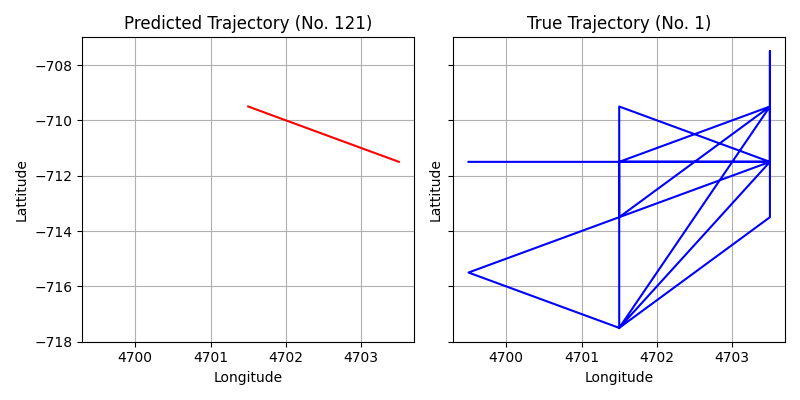 Predicted Trajectory (No. 121)
True Trajectory (No. 1)
Lattitude
−708
−710
−712
−714
−716
−718
4700
4701
4702
4703
Longitude
Lattitude
4700
4701
4702
4703
Longitude